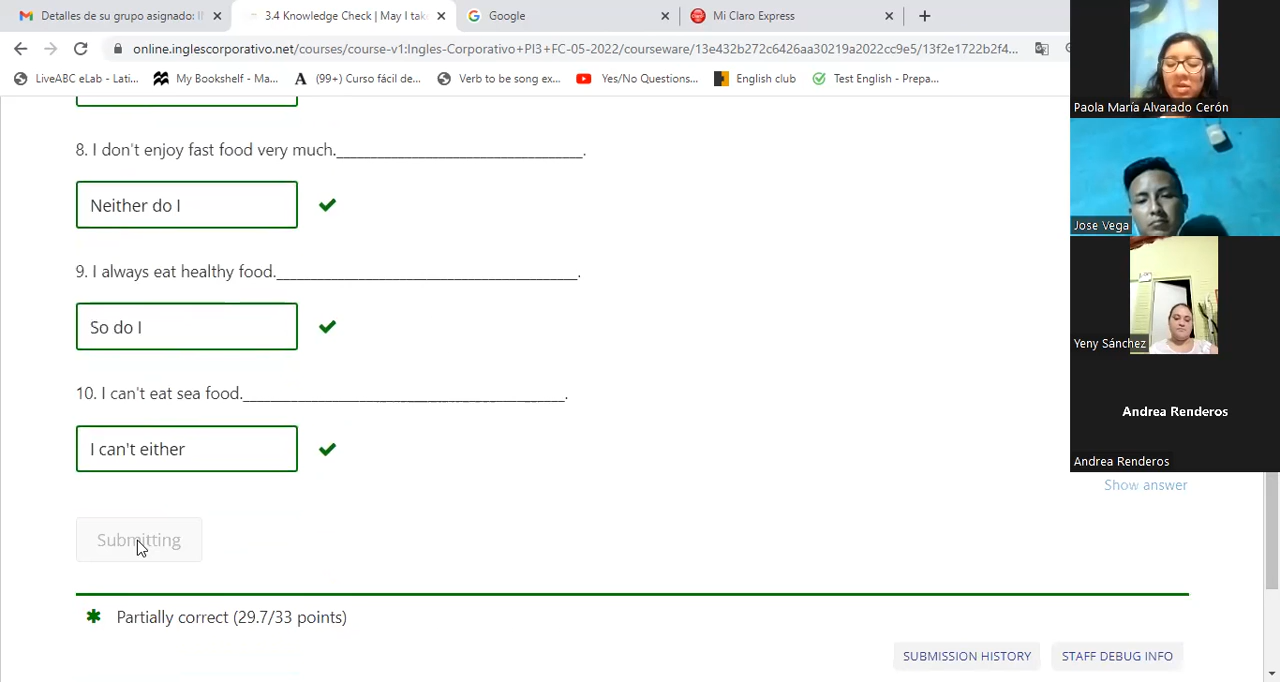 Detalles de su grupo asignado: II
3.4 Knowledge Check | May I take
Google
Mi Claro Express
online.inglescorporativo.net/courses/course-v1:Ingles-Corporativo+PI3+FC-05-2022/courseware/13e432b272c6426aa30219a2022cc9e5/13f2e1722b2f4...
LiveABC eLab - Lati...
My Bookshelf - Ma...
(99+) Curso fácil de...
Verb to be song ex...
Yes/No Questions...
English club
Test English - Prepa...
Paola María Alvarado Cerón
8. I don't enjoy fast food very much.______________________________.
Neither do I
Jose Vega
9. I always eat healthy food.____________________________________.
So do I
Yeny Sánchez
10. I can't eat sea food.______________________________________.
I can't either
Andrea Renderos
Andrea Renderos
Show answer
Submitting
Partially correct (29.7/33 points)
SUBMISSION HISTORY
STAFF DEBUG INFO